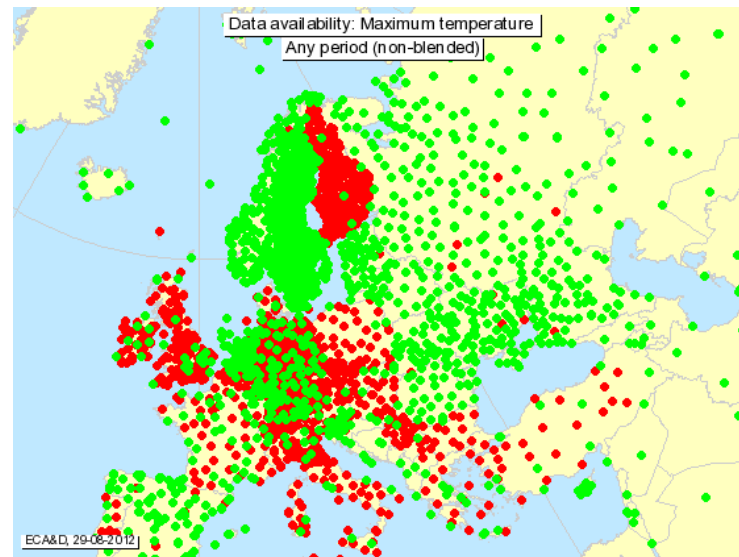 Data availability: Maximum temperature
Any period (non-blended)
ECA&D, 29-08-2012